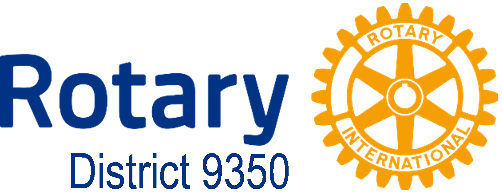 Rotary
District 9350
ROTARY
INTERNATIONAL